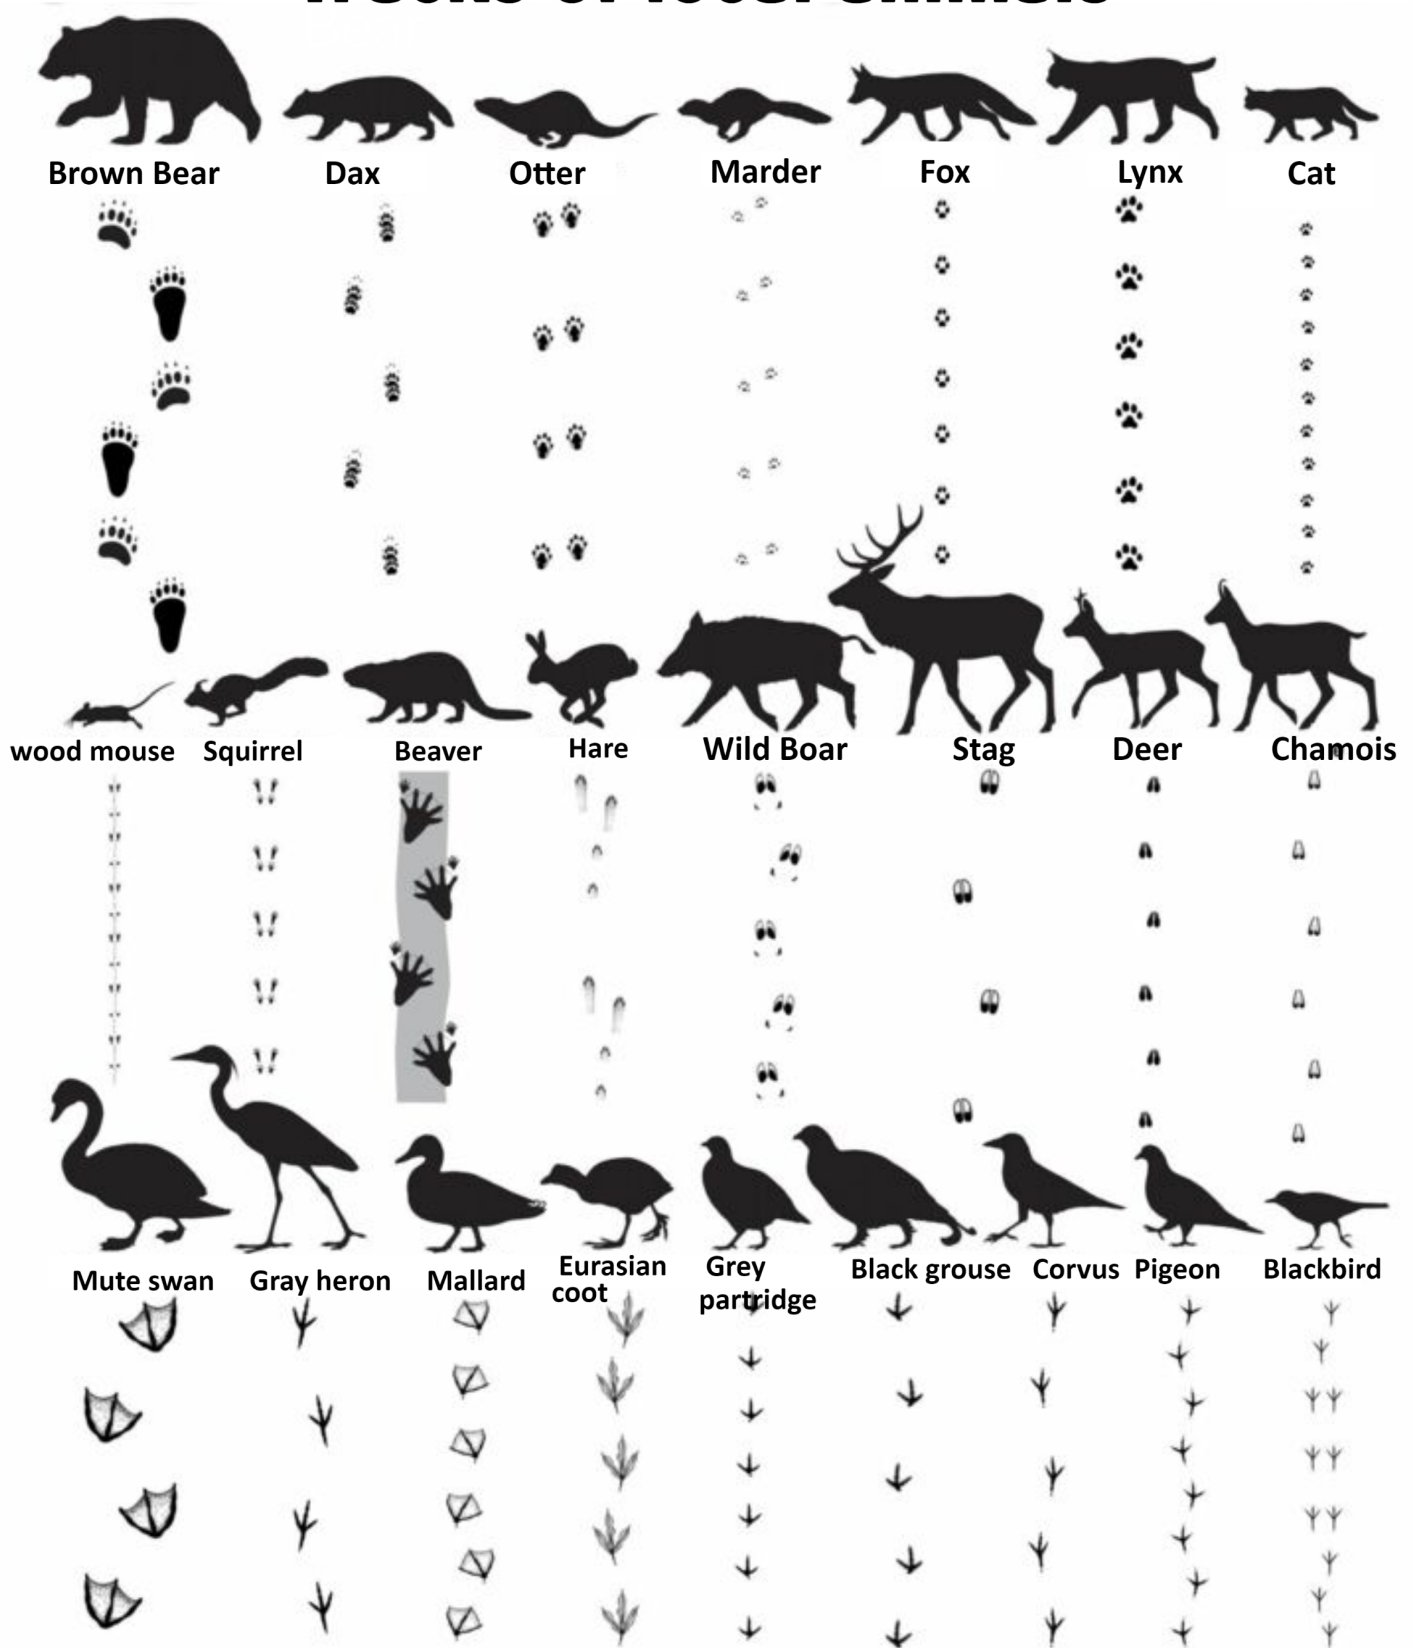 Brown Bear
Dax
Otter
Marder
Fox
Lynx
Cat
wood mouse
Squirrel
Beaver
Hare
Wild Boar
Stag
Deer
Chamois
Mute swan
Gray heron
Mallard
Eurasian
coot
Grey
partridge
Black grouse
Corvus
Pigeon
Blackbird